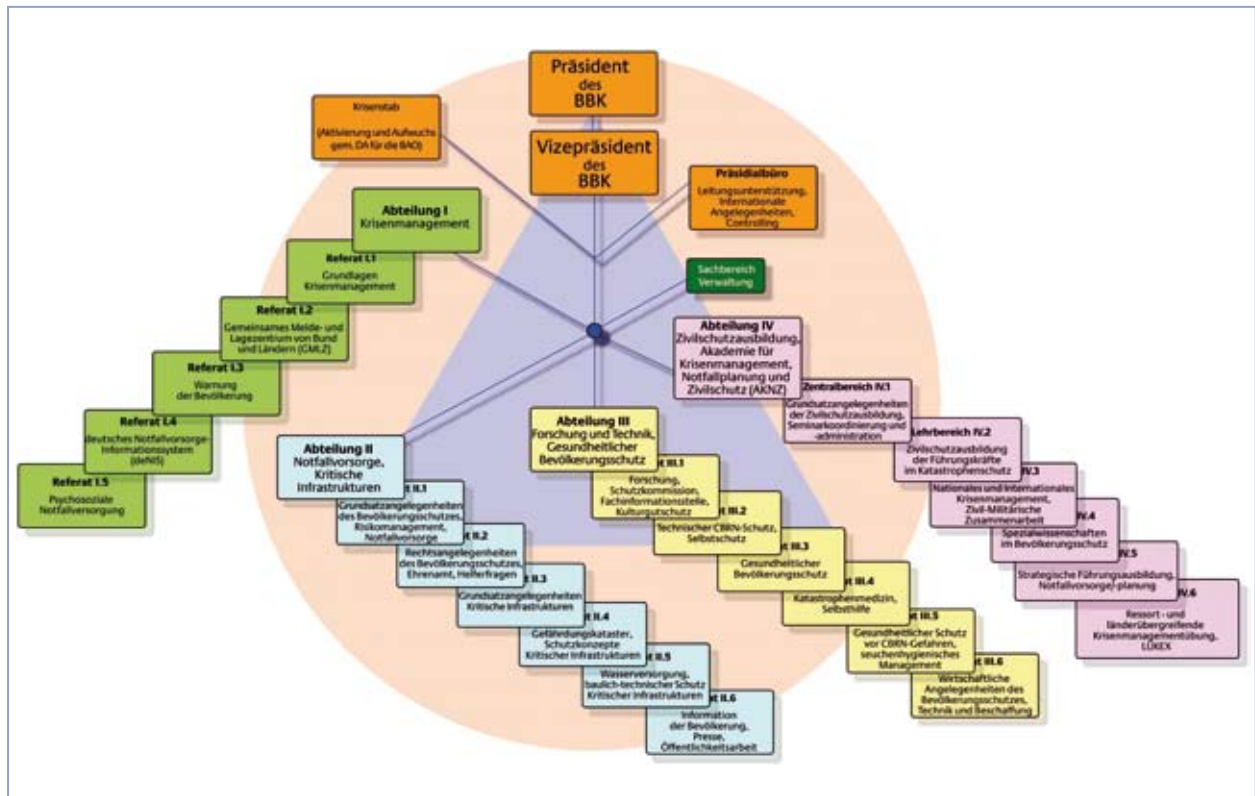 Präsident
des
BBK
Vizepräsident
des
BBK
Krisenstab
(Aktivierung und Aufwuchs
gem. DA für die BAO)
Präsidialbüro
Leitungsunterstützung,
Internationale
Angelegenheiten,
Controlling
Sachbereich
Verwaltung
Abteilung I
Krisenmanagement
Referat I.1
Grundlagen
Krisenmanagement
Referat I.2
Gemeinsames Melde- und
Lagezentrum von Bund
und Ländern (GMLZ)
Referat I.3
Warnung
der Bevölkerung
Referat I.4
deutsches Notfallvorsorge-
Informationssystem
(deNIS)
Referat I.5
Psychosoziale
Notfallversorgung
Abteilung II
Notfallvorsorge,
Kritische
Infrastrukturen
II.1
Grundsatzangelegenheiten
des Bevölkerungsschutzes,
Risikomanagement,
Notfallvorsorge
II.2
Rechtsangelegenheiten
des Bevölkerungsschutzes,
Ehrenamt, Helferfragen
II.3
Grundsatzangelegenheiten
Kritische Infrastrukturen
II.4
Gefährdungskataster,
Schutzkonzepte
Kritischer Infrastrukturen
II.5
Wasserversorgung,
baulich-technischer Schutz
Kritischer Infrastrukturen
II.6
Information
der Bevölkerung,
Presse,
Öffentlichkeitsarbeit
Abteilung III
Forschung und Technik,
Gesundheitlicher
Bevölkerungsschutz
III.1
Forschung,
Schutzkommission,
Fachinformationsstelle,
Kulturgutschutz
III.2
Technischer CBRN-Schutz,
Selbstschutz
III.3
Gesundheitlicher
Bevölkerungsschutz
III.4
Katastrophenmedizin,
Selbsthilfe
III.5
Gesundheitlicher Schutz
vor CBRN-Gefahren,
seuchenhygienisches
Management
III.6
Wirtschaftliche
Angelegenheiten des
Bevölkerungsschutzes,
Technik und Beschaffung
Abteilung IV
Zivilschutzausbildung,
Akademie für
Krisenmanagement,
Notfallplanung und
Zivilschutz (AKNZ)
Zentralbereich IV.1
Grundsatzangelegenheiten
der Zivilschutzausbildung,
Seminarkoordinierung und
-administration
Lehrbereich IV.2
Zivilschutzausbildung
der Führungskräfte
im Katastrophenschutz
IV.3
Nationales und Internationales
Krisenmanagement,
Zivil-Militärische
Zusammenarbeit
IV.4
Spezialwissenschaften
im Bevölkerungsschutz
IV.5
Strategische Führungsausbildung,
Notfallvorsorge/-planung
IV.6
Ressort - und
länderübergreifende
Krisenmanagementübung,
LÜKEX